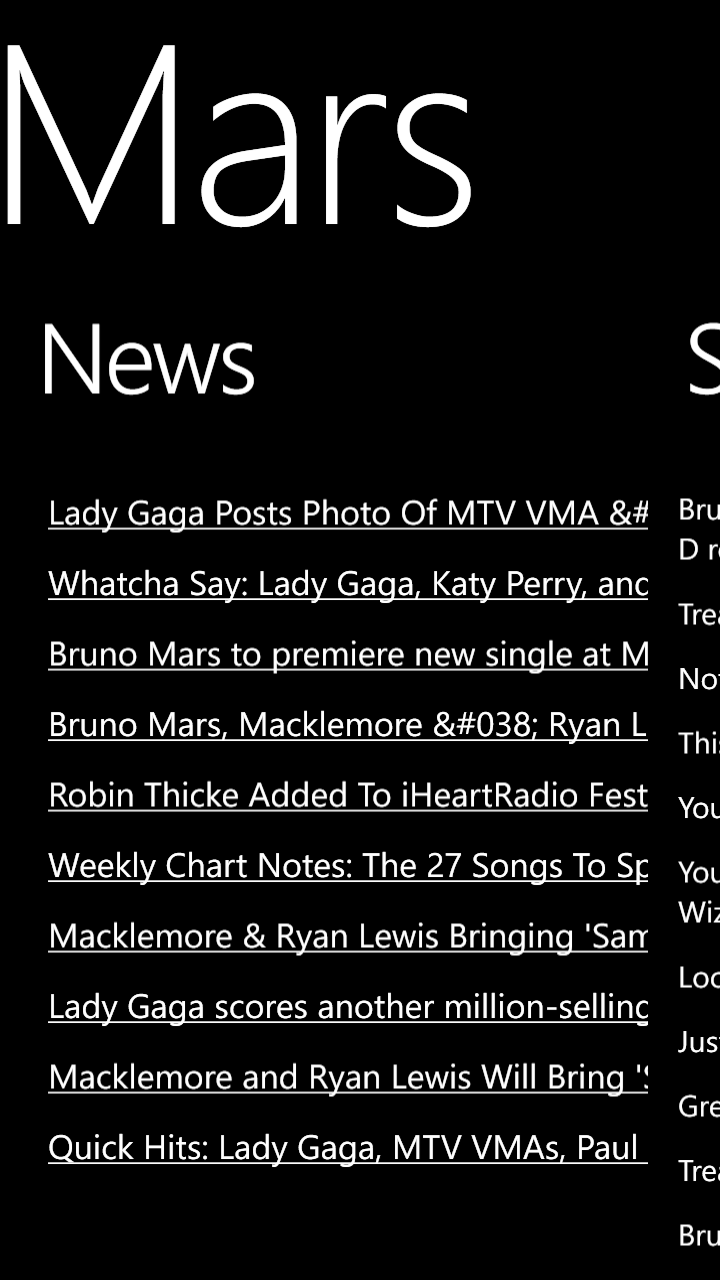 Mars
News
Lady Gaga Posts Photo Of MTV VMA &#
Whatcha Say: Lady Gaga, Katy Perry, and
Bruno Mars to premiere new single at M
Bruno Mars, Macklemore &#038; Ryan L
Robin Thicke Added To iHeartRadio Fest
Weekly Chart Notes: The 27 Songs To Sp
Macklemore & Ryan Lewis Bringing 'Sam
Lady Gaga scores another million-selling
Macklemore and Ryan Lewis Will Bring 'S
Quick Hits: Lady Gaga, MTV VMAs, Paul
S
Bru
D re
Trea
Not
This
You
You
Wiz
Loc
Just
Gre
Trea
Bru